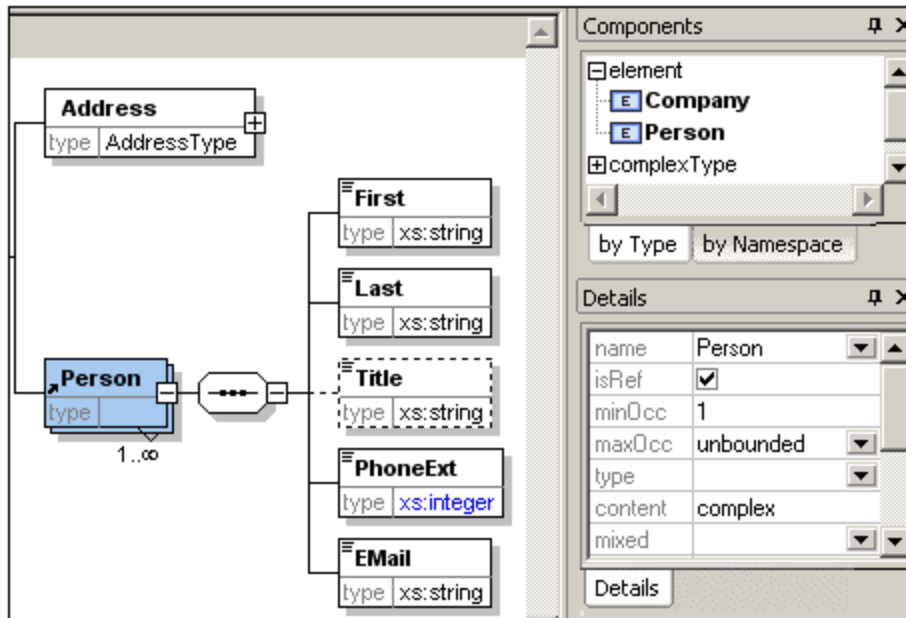 Address
type AddressType
First
type xs:string
Last
type xs:string
Person
type
1..∞
Title
type xs:string
PhoneExt
type xs:integer
EMail
type xs:string
Components
element
E Company
E Person
complexType
by Type by Namespace
Details
name Person
isRef
minOcc 1
maxOcc unbounded
type
content complex
mixed
Details